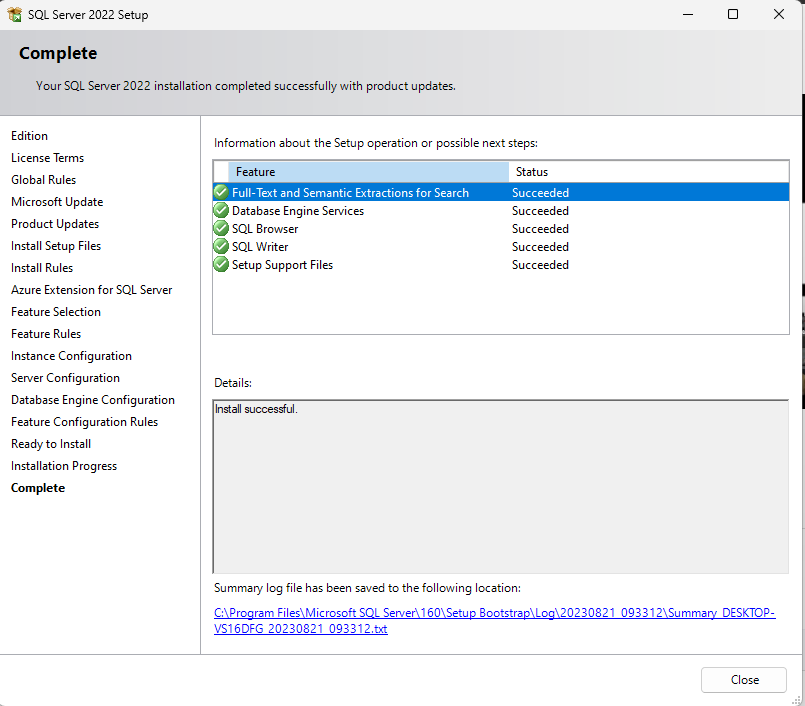 SQL Server 2022 Setup
Complete
Your SQL Server 2022 installation completed successfully with product updates.
Edition
License Terms
Global Rules
Microsoft Update
Product Updates
Install Setup Files
Install Rules
Azure Extension for SQL Server
Feature Selection
Feature Rules
Instance Configuration
Server Configuration
Database Engine Configuration
Feature Configuration Rules
Ready to Install
Installation Progress
Complete
Information about the Setup operation or possible next steps:
Feature Status
Full-Text and Semantic Extractions for Search Succeeded
Database Engine Services Succeeded
SQL Browser Succeeded
SQL Writer Succeeded
Setup Support Files Succeeded
Details:
Install successful.
Summary log file has been saved to the following location:
C:\Program Files\Microsoft SQL Server\160\Setup Bootstrap\Log\20230821_093312\Summary_DESKTOP-
VS16DFG_20230821_093312.txt
Close